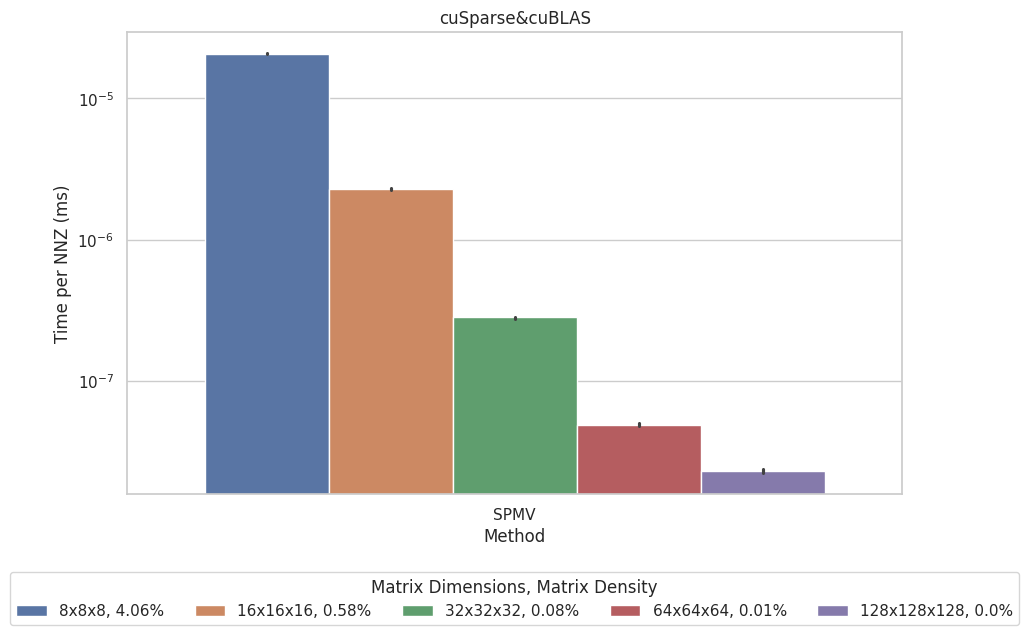 cuSparse&cuBLAS
Time per NNZ (ms)
10⁻⁵
10⁻⁶
10⁻⁷
SPMV
Method
Matrix Dimensions, Matrix Density
8x8x8, 4.06% 16x16x16, 0.58% 32x32x32, 0.08% 64x64x64, 0.01% 128x128x128, 0.0%